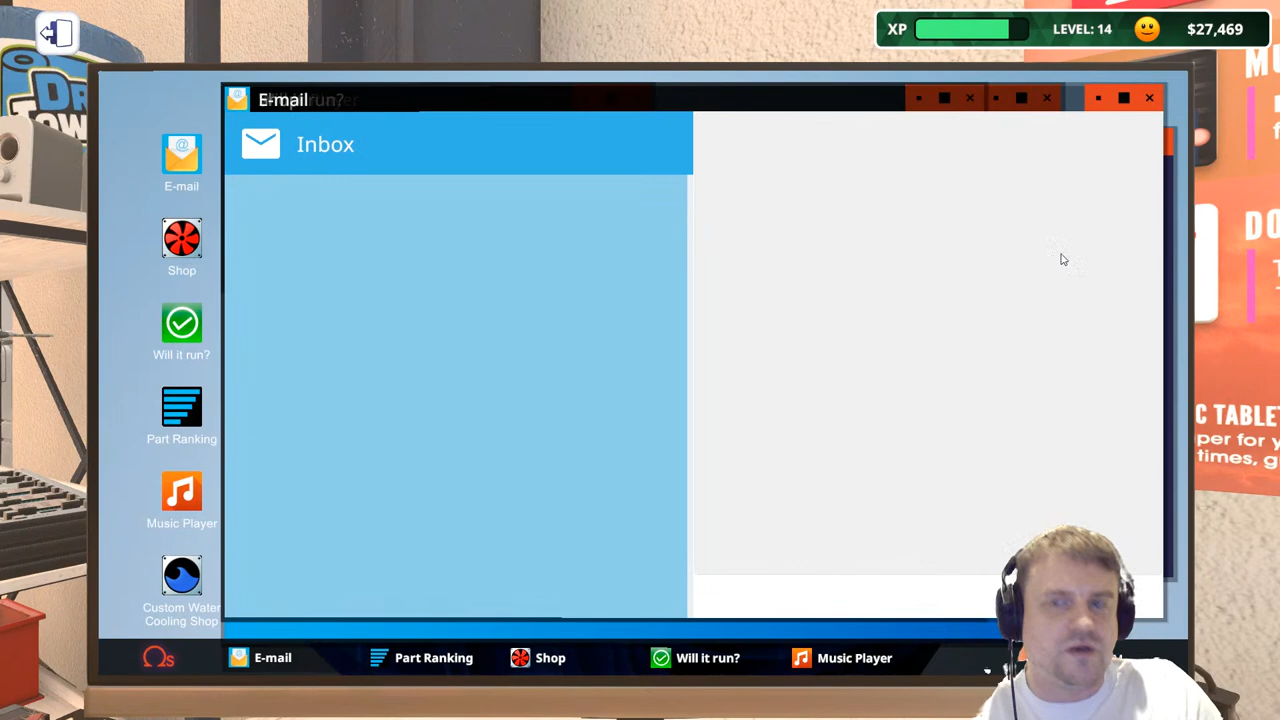 XP
LEVEL: 14
$27,469
E-mail
Inbox
E-mail
Shop
Will it run?
Part Ranking
Music Player
Custom Water
Cooling Shop
E-mail
Part Ranking
Shop
Will it run?
Music Player
C TABLET
per for y
times, g